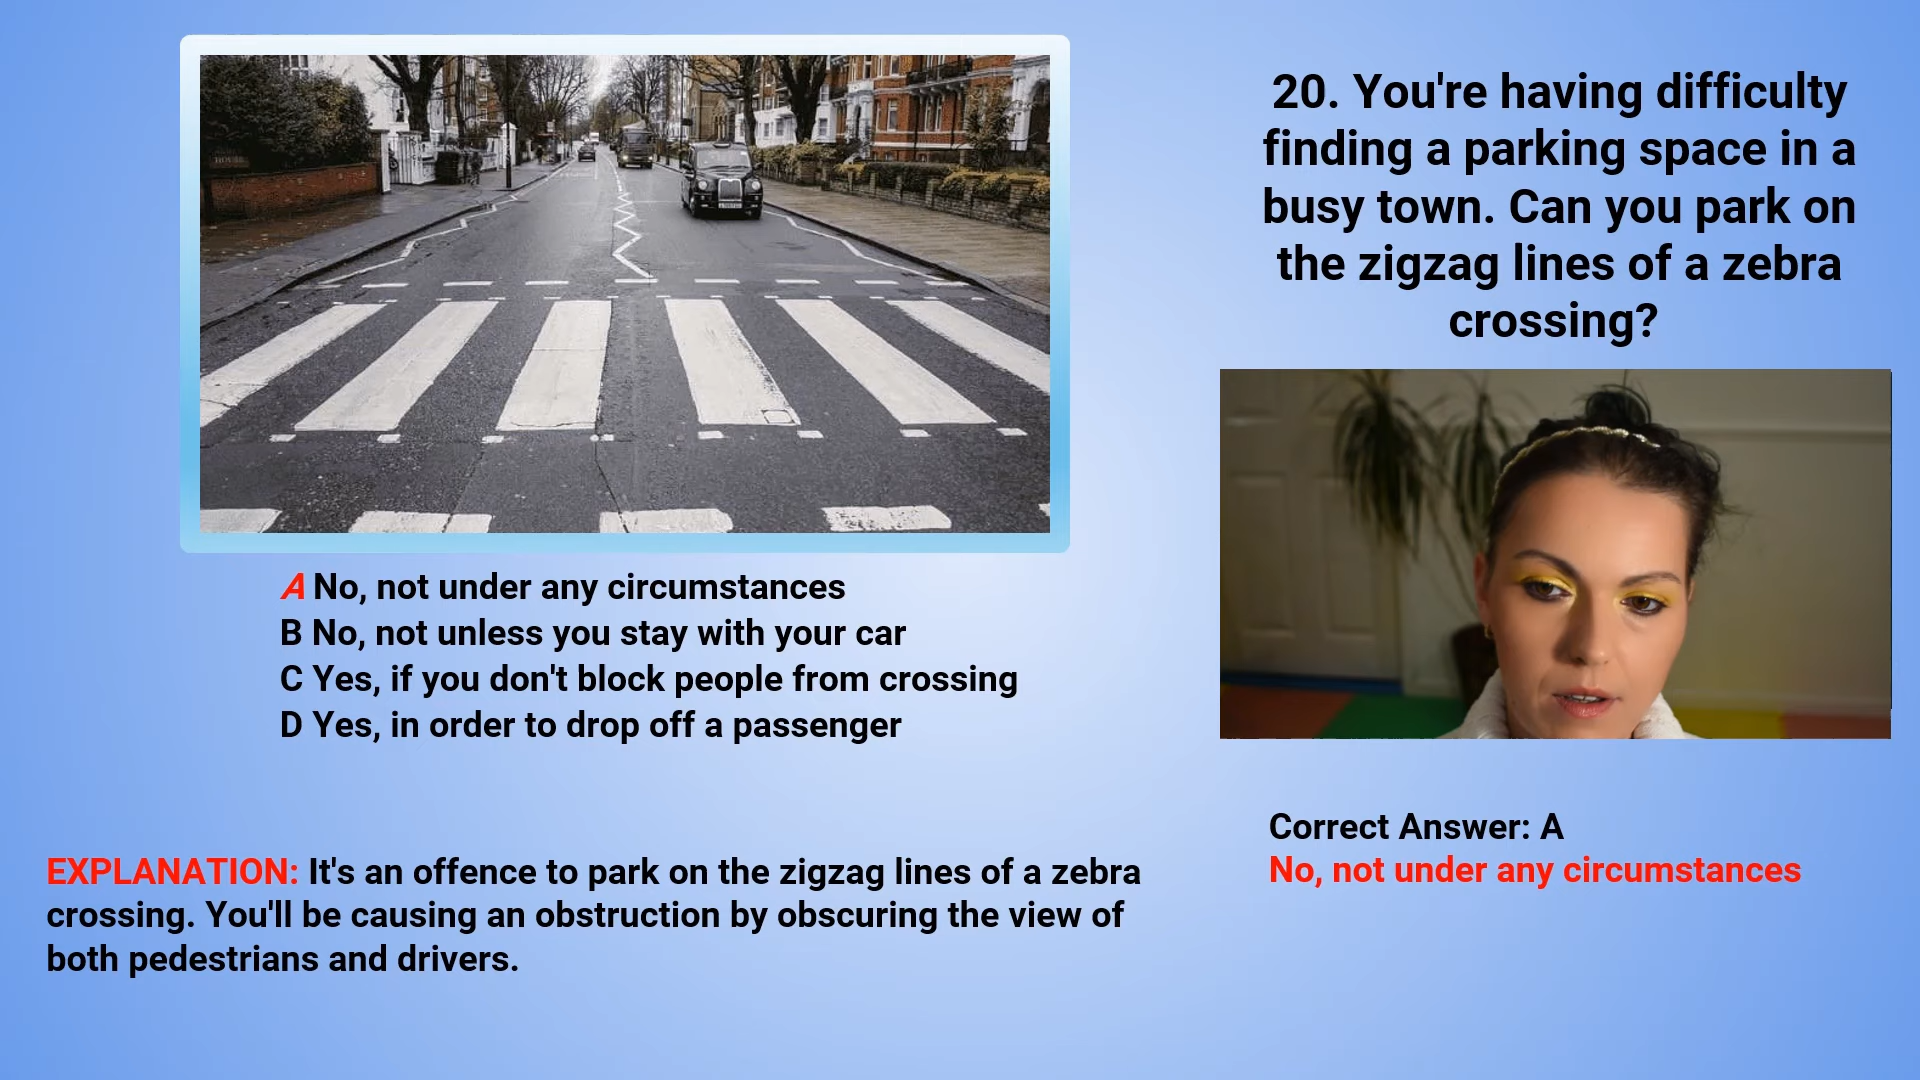 20. You're having difficulty
finding a parking space in a
busy town. Can you park on
the zigzag lines of a zebra
crossing?
A No, not under any circumstances
B No, not unless you stay with your car
C Yes, if you don't block people from crossing
D Yes, in order to drop off a passenger
Correct Answer: A
No, not under any circumstances
EXPLANATION: It's an offence to park on the zigzag lines of a zebra
crossing. You'll be causing an obstruction by obscuring the view of
both pedestrians and drivers.